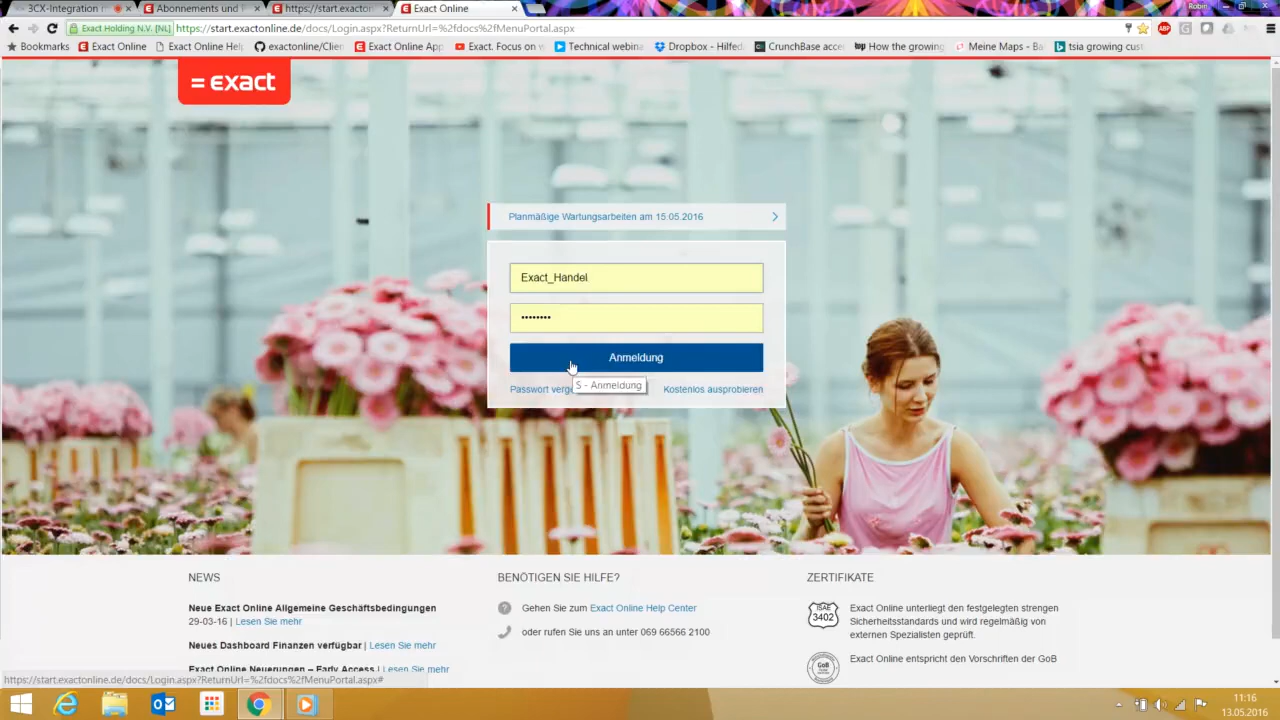 3CX-Integration m
Abonnements und
https://start.exacton
Exact Online
Robin
Exact Holding N.V. [NL]
https://start.exactonline.de/docs/Login.aspx?ReturnUrl=%2fdocs%2fMenuPortal.aspx
Bookmarks
Exact Online
Exact Online Help
exactonline/Clien
Exact Online App
Exact. Focus on
Technical webina
Dropbox - Hilfed
CrunchBase acce
How the growing
Meine Maps - Ba
tsia growing cust
= exact
Planmäßige Wartungsarbeiten am 15.05.2016
Exact_Handel
••••••••
Anmeldung
Passwort verge
S - Anmeldung
Kostenlos ausprobieren
NEWS
Neue Exact Online Allgemeine Geschäftsbedingungen
29-03-16 | Lesen Sie mehr
Neues Dashboard Finanzen verfügbar | Lesen Sie mehr
Exact Online Neuerungen – Early Access | Lesen Sie mehr
BENÖTIGEN SIE HILFE?
Gehen Sie zum Exact Online Help Center
oder rufen Sie uns an unter 069 66566 2100
ZERTIFIKATE
ISAE
3402
Exact Online unterliegt den festgelegten strengen
Sicherheitsstandards und wird regelmäßig von
externen Spezialisten geprüft.
GoB
Exact Online entspricht den Vorschriften der GoB
https://start.exactonline.de/docs/Login.aspx?ReturnUrl=%2fdocs%2fMenuPortal.aspx#
11:16
13.05.2016